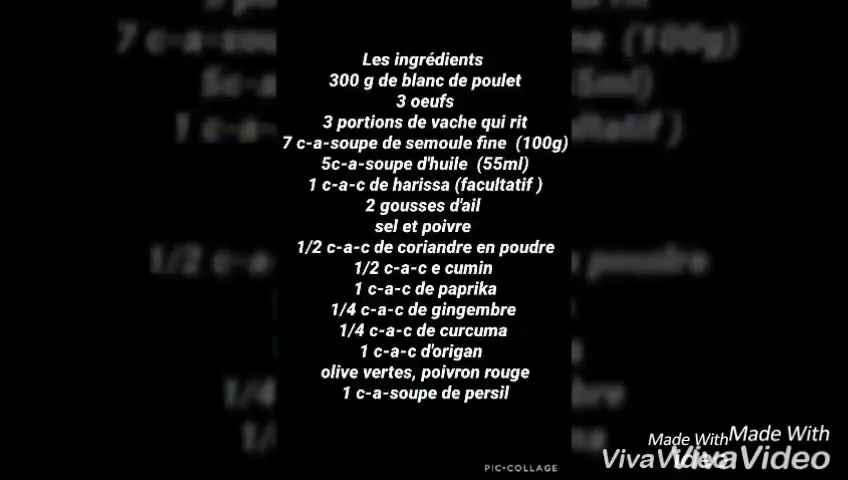 Les ingrédients
300 g de blanc de poulet
3 oeufs
3 portions de vache qui rit
7 c-a-soupe de semoule fine (100g)
5c-a-soupe d'huile (55ml)
1 c-a-c de harissa (facultatif )
2 gousses d'ail
sel et poivre
1/2 c-a-c de coriandre en poudre
1/2 c-a-c e cumin
1 c-a-c de paprika
1/4 c-a-c de gingembre
1/4 c-a-c de curcuma
1 c-a-c d'origan
olive vertes, poivron rouge
1 c-a-soupe de persil
PIC•COLLAGE
Made With
VivaVideo
Made With
VivaVideo